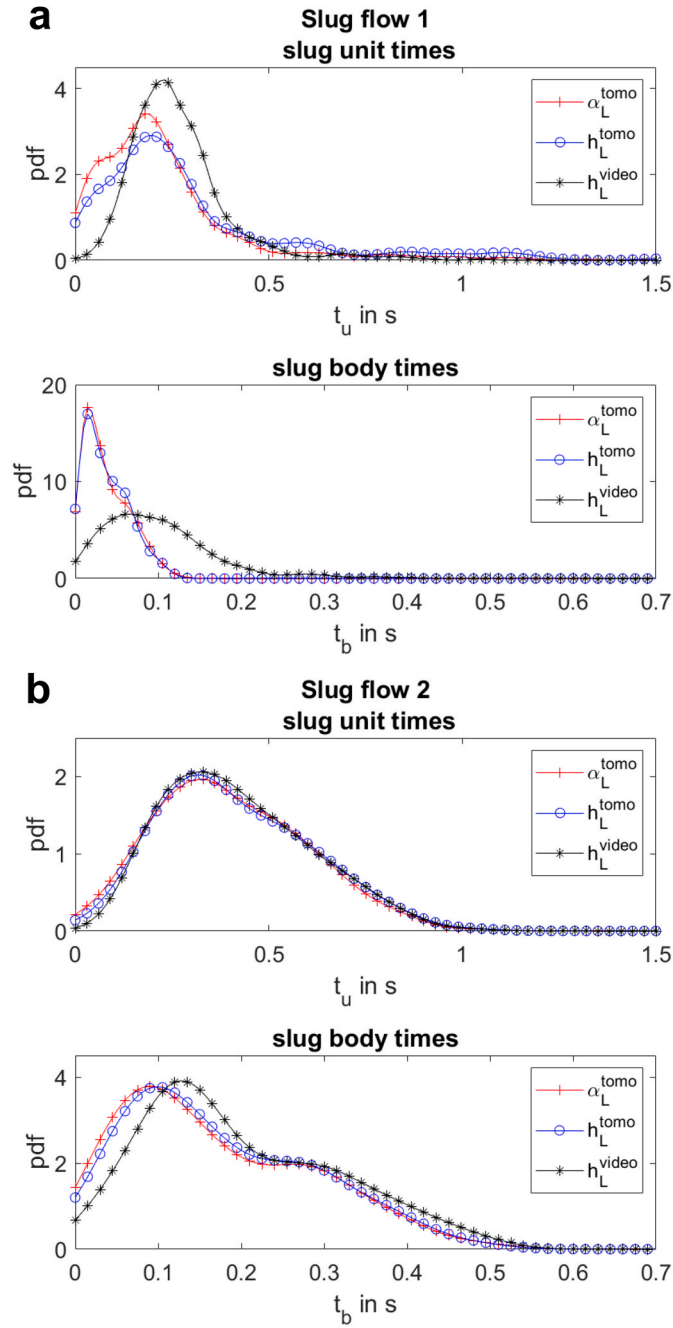 a
Slug flow 1
slug unit times
pdf
4
2
0
α_L^tomo
h_L^tomo
h_L^video
0 0.5 1 1.5
t_u in s
slug body times
pdf
20
10
0
α_L^tomo
h_L^tomo
h_L^video
0 0.1 0.2 0.3 0.4 0.5 0.6 0.7
t_b in s
b
Slug flow 2
slug unit times
pdf
2
1
0
α_L^tomo
h_L^tomo
h_L^video
0 0.5 1 1.5
t_u in s
slug body times
pdf
4
2
0
α_L^tomo
h_L^tomo
h_L^video
0 0.1 0.2 0.3 0.4 0.5 0.6 0.7
t_b in s